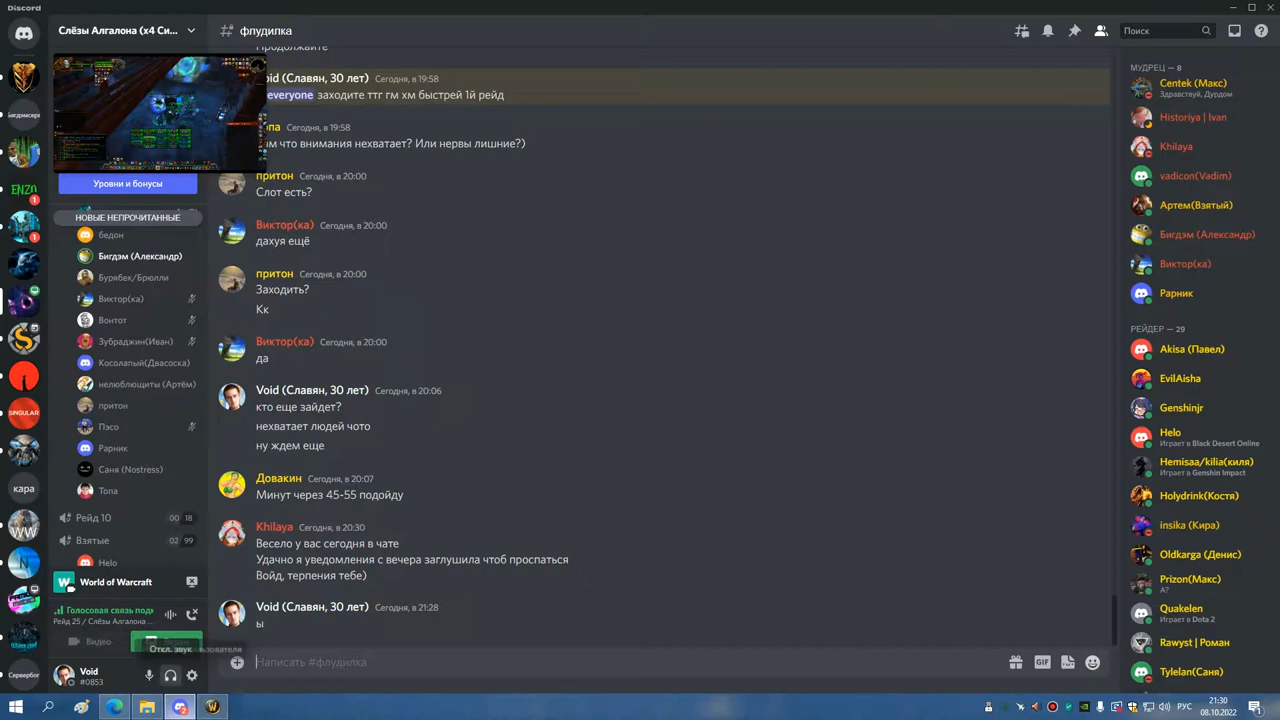 Discord
Слёзы Алгалона (x4 Си...
флудилка
Поиск
Продолжайте
oid (Славян, 30 лет) Сегодня, в 19:58
everyone заходите ттг гм хм быстрей 1й рейд
па Сегодня, в 19:58
ам что внимания нехватает? Или нервы лишние?)
притон Сегодня, в 20:00
Слот есть?
Виктор(ка) Сегодня, в 20:00
дахуя ещё
притон Сегодня, в 20:00
Заходить?
Кк
Виктор(ка) Сегодня, в 20:00
да
Void (Славян, 30 лет) Сегодня, в 20:06
кто еще зайдет?
нехватает людей чото
ну ждем еще
Довакин Сегодня, в 20:07
Минут через 45-55 подойду
Khilaya Сегодня, в 20:30
Весело у вас сегодня в чате
Удачно я уведомления с вечера заглушила чтоб проспаться
Войд, терпения тебе)
Void (Славян, 30 лет) Сегодня, в 21:28
ы
Написать #флудилка
GIF
Уровни и бонусы
НОВЫЕ НЕПРОЧИТАННЫЕ
бедон
Бигдэм (Александр)
Бурябек/Брюлли
Виктор(ка)
Вонтот
Зубраджин(Иван)
Косолапый(Двасоска)
нелюблющиты (Артём)
притон
Пэсо
Рарник
Саня (Nostress)
Топа
Рейд 10 00 18
Взятые 02 99
Helo
World of Warcraft
Голосовая связь подк
Рейд 25 / Слёзы Алгалона ...
Видео
Откл. звук
Void
#0853
Бигдэмсерв
ENZO
1
1
SINGULAR
кара
WW
N
Сервербог
МУДРЕЦ — 8
Centek (Макс)
Здравствуй, Дурдом
Historiya | Ivan
Khilaya
vadicon(Vadim)
Артем(Взятый)
Бигдэм (Александр)
Виктор(ка)
Рарник
РЕЙДЕР — 29
Akisa (Павел)
EvilAisha
Genshinjr
Helo
Играет в Black Desert Online
Hemisaa/kilia(киля)
Играет в Genshin Impact
Holydrink(Костя)
insika (Кира)
Oldkarga (Денис)
Prizon(Макс)
А?
Quakelen
Играет в Dota 2
Rawyst | Роман
Tylelan(Саня)
РУС
21:30
08.10.2022